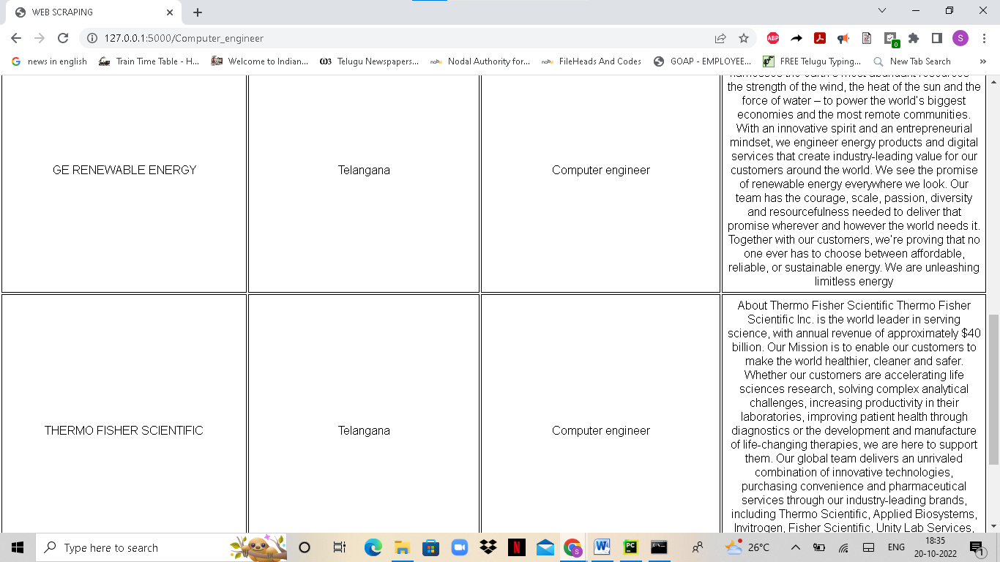 WEB SCRAPING
127.0.0.1:5000/Computer_engineer
news in english
Train Time Table - H...
Welcome to Indian...
Telugu Newspapers...
Nodal Authority for...
FileHeads And Codes
GOAP - EMPLOYEE...
FREE Telugu Typing...
New Tab Search
GE RENEWABLE ENERGY
Telangana
Computer engineer
harnesses the earth's most abundant resources
the strength of the wind, the heat of the sun and the
force of water – to power the world's biggest
economies and the most remote communities.
With an innovative spirit and an entrepreneurial
mindset, we engineer energy products and digital
services that create industry-leading value for our
customers around the world. We see the promise
of renewable energy everywhere we look. Our
team has the courage, scale, passion, diversity
and resourcefulness needed to deliver that
promise wherever and however the world needs it.
Together with our customers, we're proving that no
one ever has to choose between affordable,
reliable, or sustainable energy. We are unleashing
limitless energy
THERMO FISHER SCIENTIFIC
Telangana
Computer engineer
About Thermo Fisher Scientific Thermo Fisher
Scientific Inc. is the world leader in serving
science, with annual revenue of approximately $40
billion. Our Mission is to enable our customers to
make the world healthier, cleaner and safer.
Whether our customers are accelerating life
sciences research, solving complex analytical
challenges, increasing productivity in their
laboratories, improving patient health through
diagnostics or the development and manufacture
of life-changing therapies, we are here to support
them. Our global team delivers an unrivaled
combination of innovative technologies,
purchasing convenience and pharmaceutical
services through our industry-leading brands,
including Thermo Scientific, Applied Biosystems,
Invitrogen, Fisher Scientific, Unity Lab Services,
Type here to search
26°C
ENG
18:35
20-10-2022